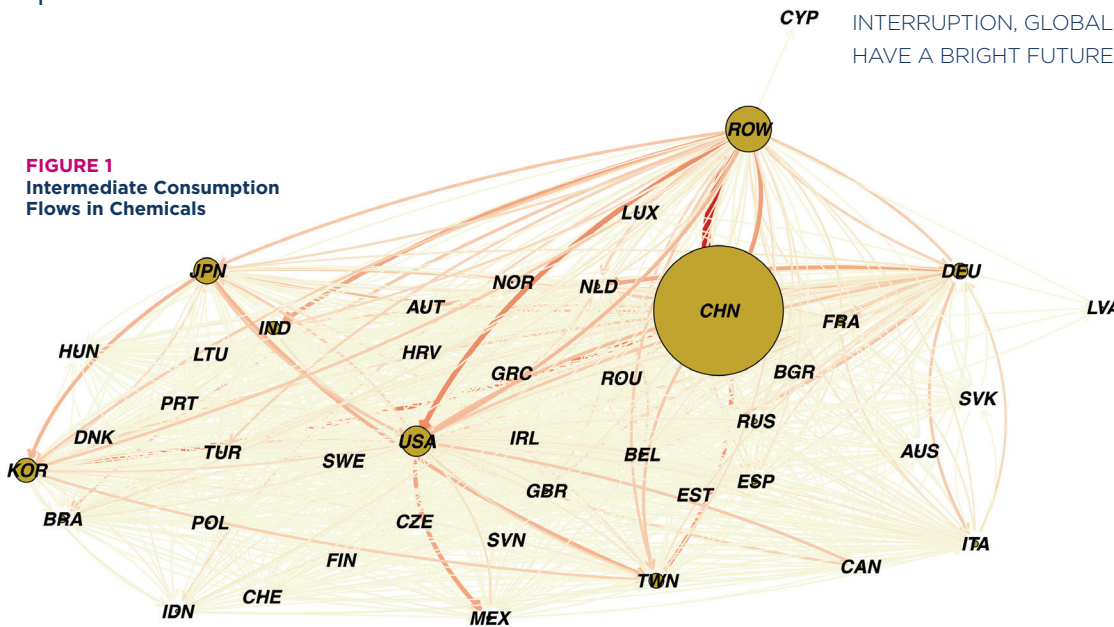 CYP
INTERRUPTION, GLOBAL
HAVE A BRIGHT FUTURE
ROW
FIGURE 1
Intermediate Consumption
Flows in Chemicals
LUX
JPN
DEU
NOR
NLD
AUT
CHN
LVA
FRA
IND
HUN
LTU
HRV
GRC
ROU
BGR
PRT
SVK
RUS
DNK
USA
IRL
TUR
BEL
AUS
SWE
KOR
GBR
ESP
EST
BRA
POL
CZE
SVN
ITA
FIN
CAN
TWN
CHE
IDN
MEX